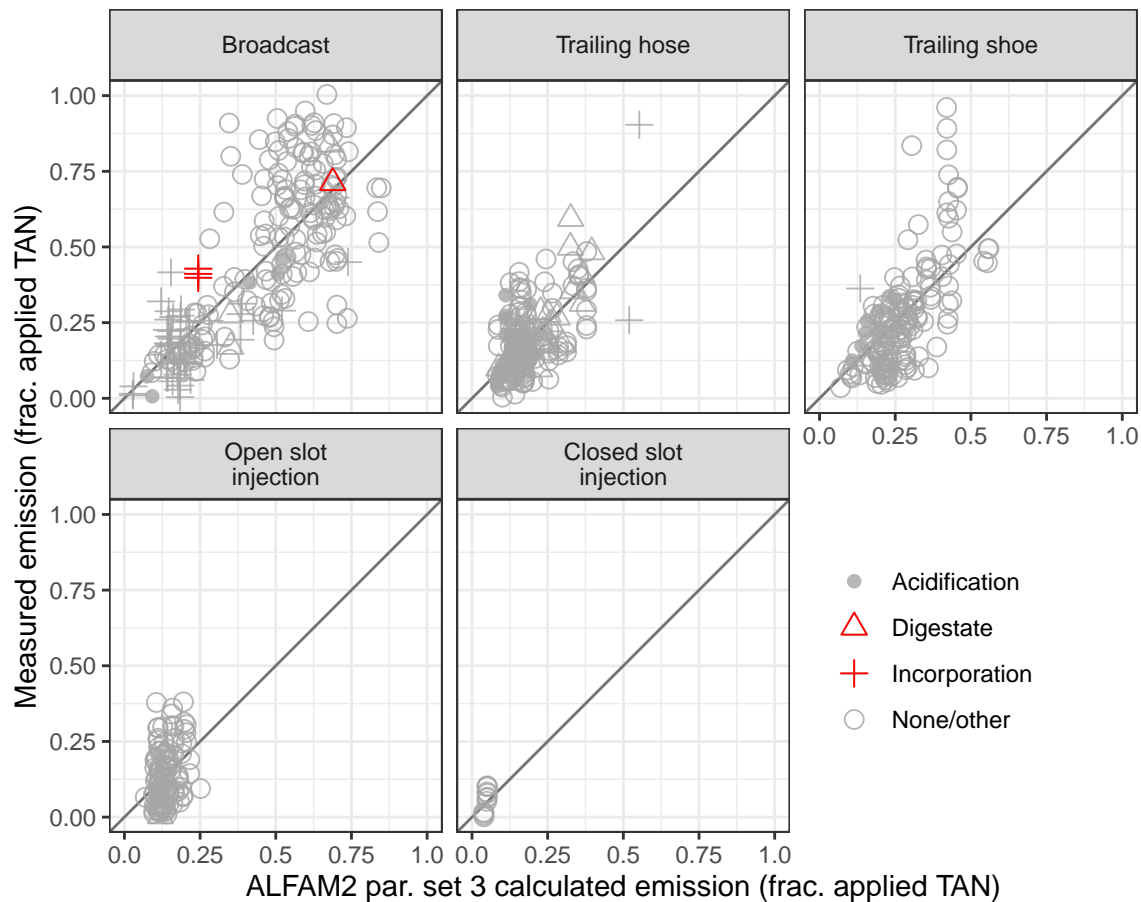 Broadcast
Trailing hose
Trailing shoe
1.00
0.75
0.50
0.25
0.00
0.0 0.25 0.5 0.75 1.0
Open slot
injection
Closed slot
injection
1.00
0.75
0.50
0.25
0.00
0.0 0.25 0.5 0.75 1.0
0.0 0.25 0.5 0.75 1.0
Measured emission (frac. applied TAN)
ALFAM2 par. set 3 calculated emission (frac. applied TAN)
Acidification
Digestate
Incorporation
None/other